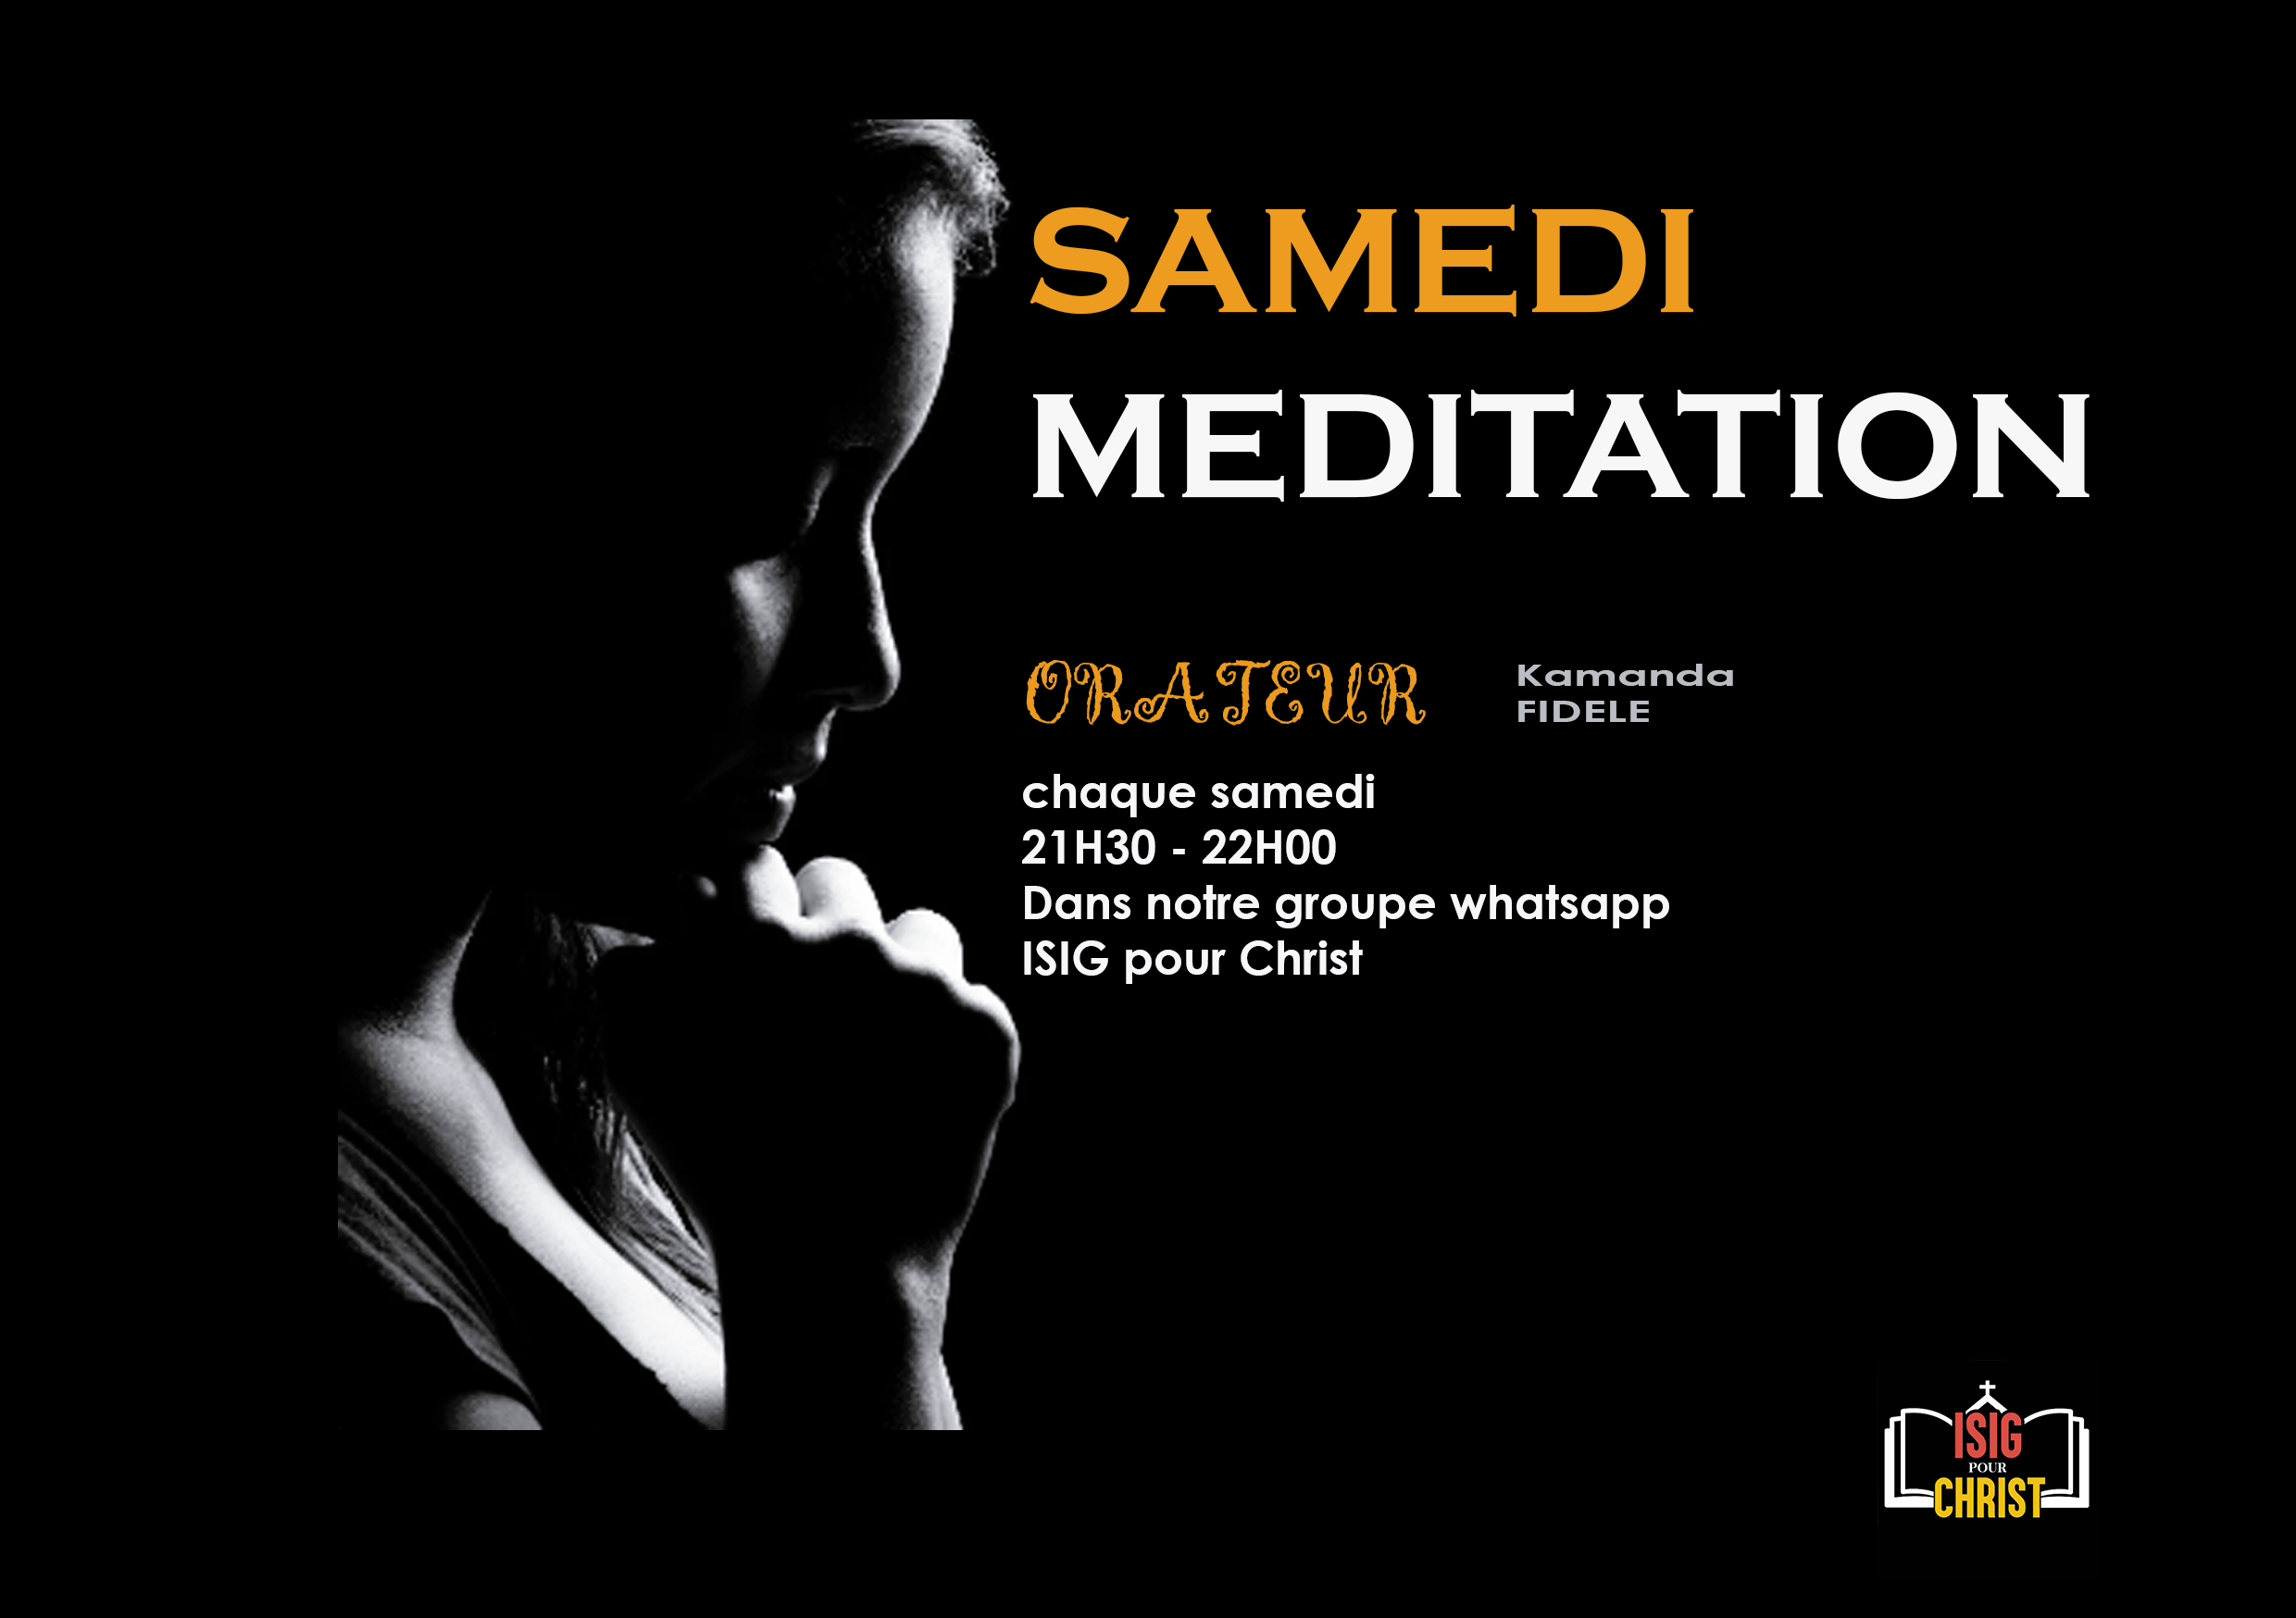 SAMEDI
MEDITATION
ORATEUR
Kamanda
FIDELE
chaque samedi
21H30 - 22H00
Dans notre groupe whatsapp
ISIG pour Christ
ISIG
POUR
CHRIST